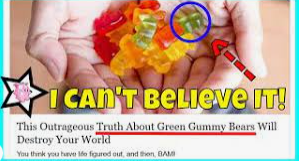 I CAN'T BELIEVE IT!
This Outrageous Truth About Green Gummy Bears Will
Destroy Your World
You think you have life figured out, and then, BAM!